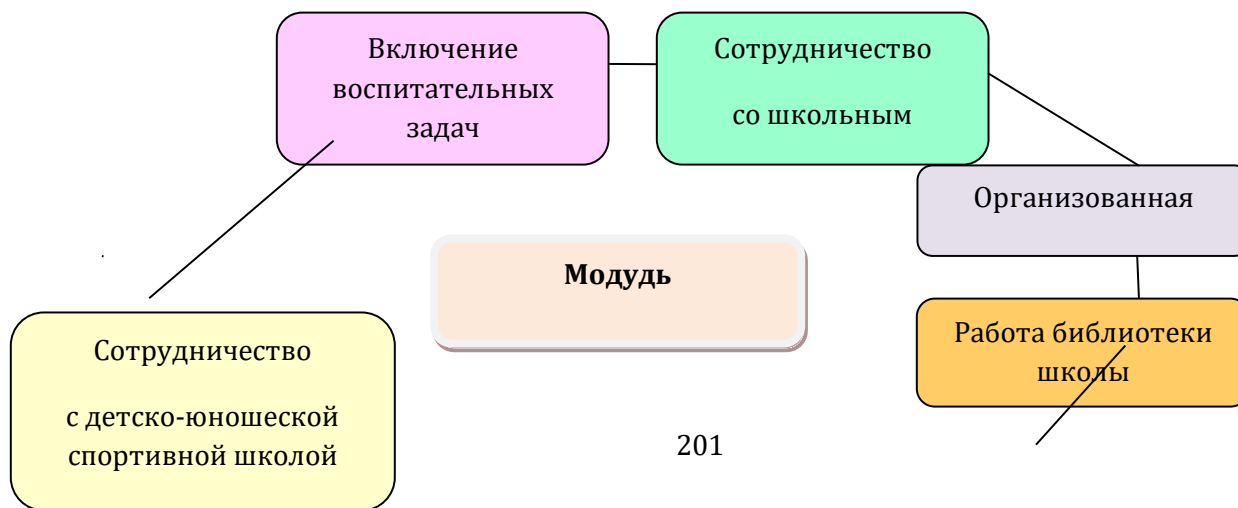 Включение
воспитательных
задач
Сотрудничество
со школьным
Организованная
Модудь
Работа библиотеки
школы
Сотрудничество
с детско-юношеской
спортивной школой
201